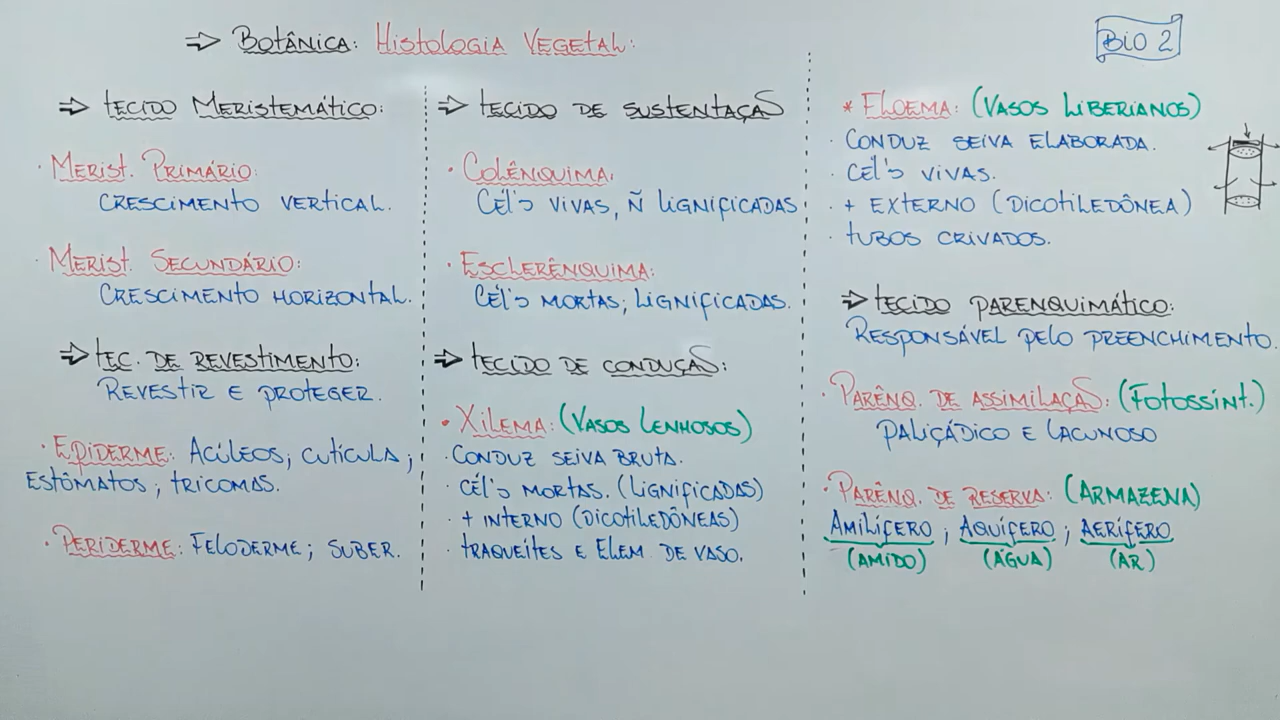 ⇒ Botânica: Histologia Vegetal:
Bio 2
⇒ Tecido Meristemático:
· Merist. Primário:
Crescimento vertical.
· Merist. Secundário:
Crescimento horizontal.
⇒ Tec. de revestimento:
Revestir e proteger.
· Epiderme: Acúleos; cutícula;
Estômatos; tricomas.
· Periderme: Feloderme; súber.
⇒ Tecido de sustentação
· Colênquima:
Cél's vivas, ñ lignificadas
· Esclerênquima:
Cél's mortas; lignificadas.
⇒ Tecido de condução:
• Xilema: (Vasos Lenhosos)
· Conduz seiva bruta.
· Cél's mortas. (Lignificadas)
· + interno (Dicotiledôneas)
· Traqueítes e Elem. de vaso.
* Floema: (Vasos Liberianos)
· Conduz seiva elaborada.
· Cél's vivas.
· + externo (Dicotiledônea)
· Tubos crivados.
⇒ Tecido parenquimático:
Responsável pelo preenchimento.
· Parênq. de assimilação: (Fotossínt.)
Paliçádico e Lacunoso
· Parênq. de reserva: (Armazena)
Amilífero ; Aquífero ; Aerífero
(Amido) (Água) (Ar)